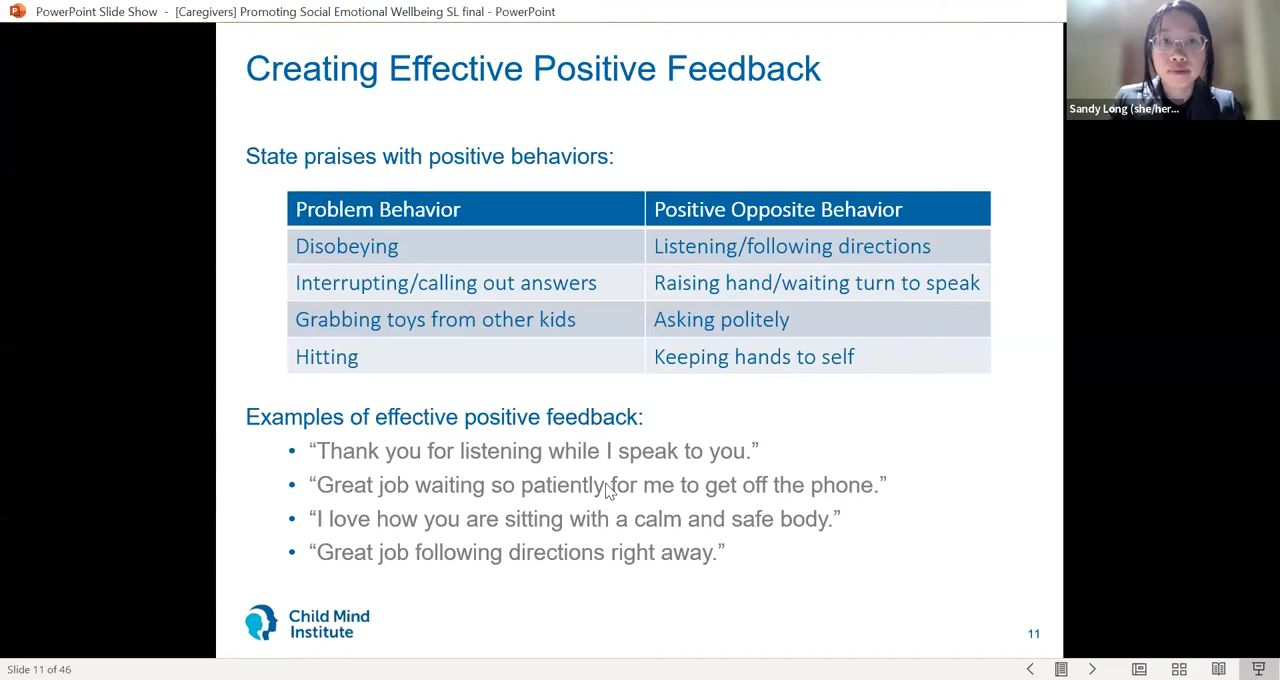 PowerPoint Slide Show - [Caregivers] Promoting Social Emotional Wellbeing SL final - PowerPoint
Sandy Long (she/her...
Creating Effective Positive Feedback
State praises with positive behaviors:
Problem Behavior Positive Opposite Behavior
Disobeying Listening/following directions
Interrupting/calling out answers Raising hand/waiting turn to speak
Grabbing toys from other kids Asking politely
Hitting Keeping hands to self
Examples of effective positive feedback:
• “Thank you for listening while I speak to you.”
• “Great job waiting so patiently for me to get off the phone.”
• “I love how you are sitting with a calm and safe body.”
• “Great job following directions right away.”
Child Mind
Institute
11
Slide 11 of 46